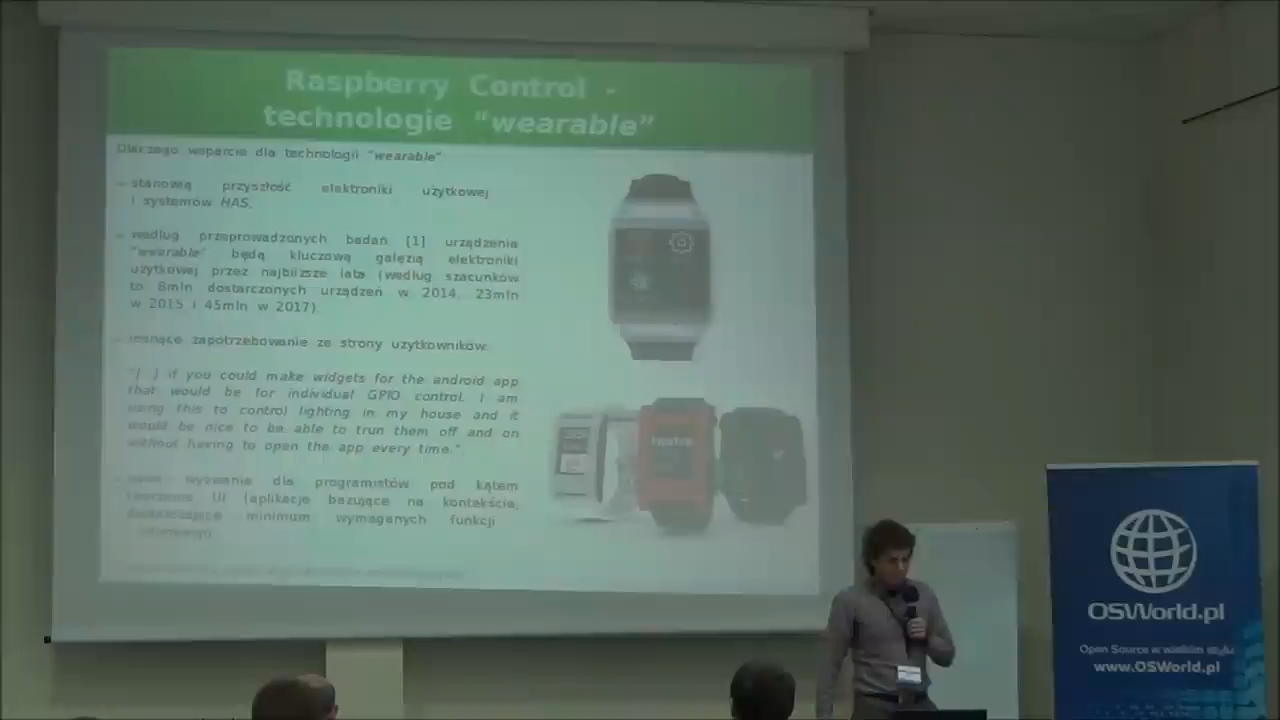 Raspberry Control -
technologie "wearable"
Dlaczego wsparcie dla technologii "wearable"
– stanowią przyszłość elektroniki użytkowej
i systemów HAS,
– według przeprowadzonych badań [1] urządzenia
"wearable" będą kluczową gałęzią elektroniki
użytkowej przez najbliższe lata (według szacunków
to 8mln dostarczonych urządzeń w 2014, 23mln
w 2015 i 45mln w 2017),
– rosnące zapotrzebowanie ze strony użytkowników:
"[ ] if you could make widgets for the android app
that would be for individual GPIO control. I am
using this to control lighting in my house and it
would be nice to be able to trun them off and on
without having to open the app every time.",
wyzwania dla programistów pod kątem
tworzenia UI (aplikacje bazujące na kontekście,
minimum wymaganych funkcji
OSWorld.pl
Open Source w wielkim stylu
www.OSWorld.pl